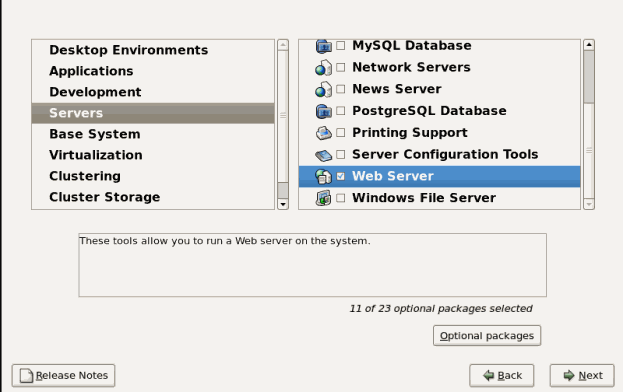 Desktop Environments
Applications
Development
Servers
Base System
Virtualization
Clustering
Cluster Storage
MySQL Database
Network Servers
News Server
PostgreSQL Database
Printing Support
Server Configuration Tools
Web Server
Windows File Server
These tools allow you to run a Web server on the system.
11 of 23 optional packages selected
Optional packages
Release Notes
Back
Next